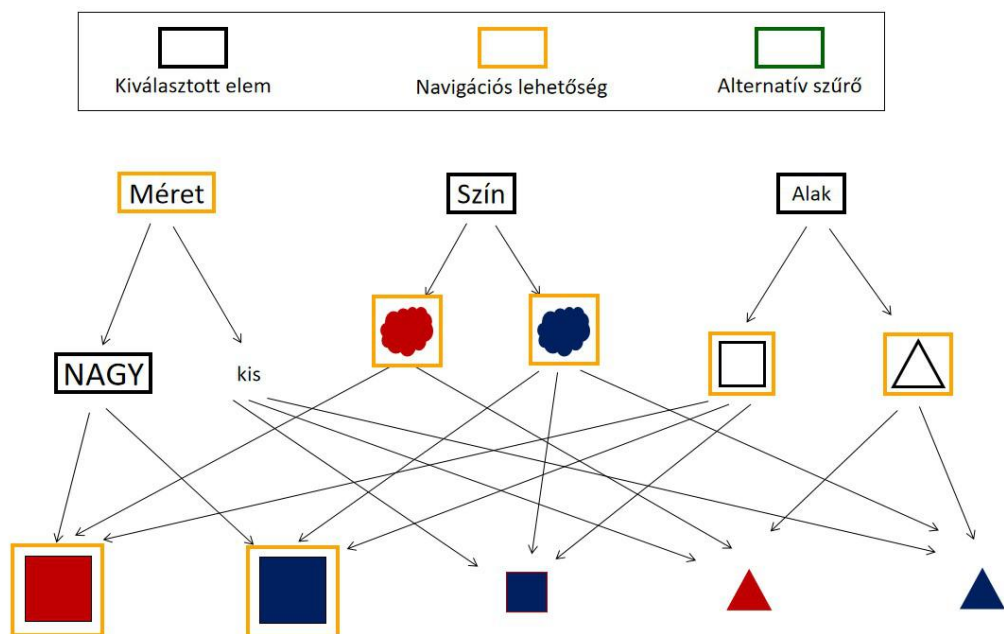 Kiválasztott elem
Navigációs lehetőség
Alternatív szűrő
Méret
Szín
Alak
NAGY
kis